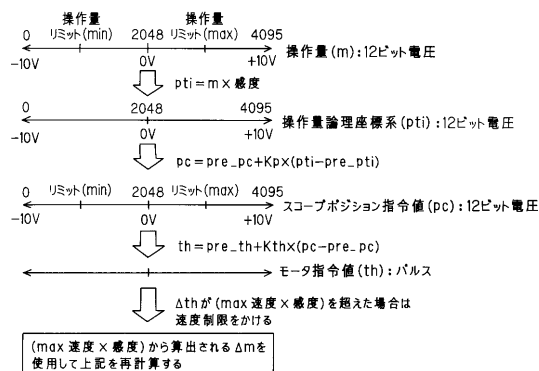 操作量 操作量
0 リミット(min) 2048 リミット(max) 4095
-10V 0V +10V
操作量(m):12ビット電圧
pti=m×感度
0 2048 4095
-10V 0V +10V
操作量論理座標系(pti):12ビット電圧
pc=pre_pc+Kp×(pti-pre_pti)
0 リミット(min) 2048 リミット(max) 4095
-10V 0V +10V
スコープポジション指令値(pc):12ビット電圧
th=pre_th+Kth×(pc-pre_pc)
モータ指令値(th):パルス
Δthが(max速度×感度)を超えた場合は
速度制限をかける
(max速度×感度)から算出されるΔmを
使用して上記を再計算する